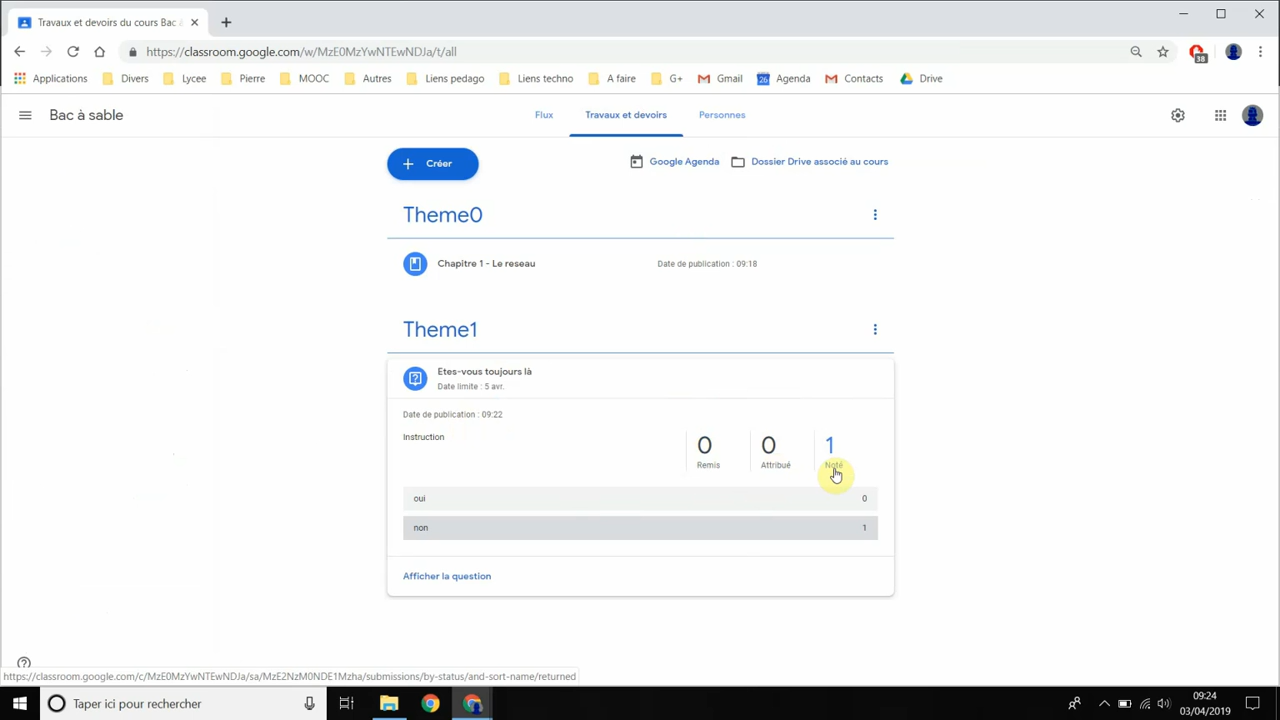 Travaux et devoirs du cours Bac à
https://classroom.google.com/w/MzE0MzYwNTEwNDJa/t/all
38
Applications Divers Lycee Pierre MOOC Autres Liens pedago Liens techno A faire G+ Gmail 26 Agenda Contacts Drive
Bac à sable Flux Travaux et devoirs Personnes
Créer Google Agenda Dossier Drive associé au cours
Theme0
Chapître 1 - Le reseau Date de publication : 09:18
Theme1
Etes-vous toujours là
Date limite : 5 avr.
Date de publication : 09:22
Instruction
0 0 1
Remis Attribué Noté
oui 0
non 1
Afficher la question
https://classroom.google.com/c/MzE0MzYwNTEwNDJa/sa/MzE2NzM0NDE1Mzha/submissions/by-status/and-sort-name/returned
Taper ici pour rechercher
09:24
03/04/2019